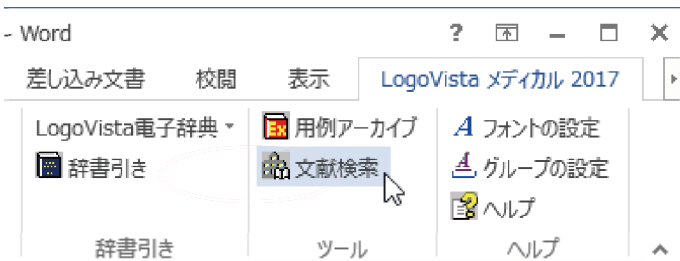 - Word
?
差し込み文書 校閲 表示 LogoVista メディカル 2017
LogoVista電子辞典 用例アーカイブ A フォントの設定
辞書引き 文献検索 A グループの設定
? ヘルプ
辞書引き ツール ヘルプ